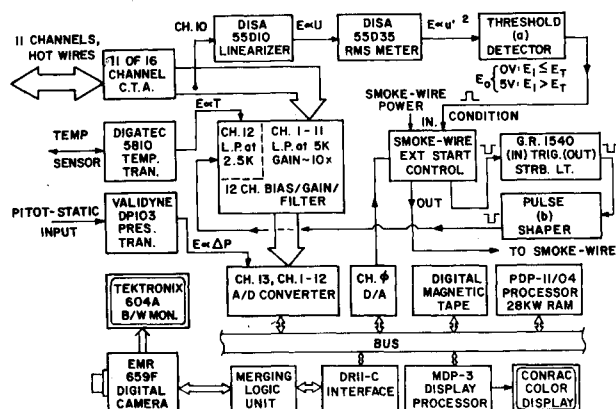 11 CHANNELS,
HOT WIRES
11 OF 16
CHANNEL
C.T.A.
CH. 10
DISA
55D10
LINEARIZER
E∝U
DISA
55D35
RMS METER
E∝u'²
THRESHOLD
(a)
DETECTOR
E₀ { 0V: E₁ ≤ E_T
5V: E₁ > E_T
SMOKE-WIRE
POWER
IN.
CONDITION
TEMP
SENSOR
DIGATEC
5810
TEMP.
TRAN.
E∝T
CH. 12
L.P. at
2.5K
CH. 1-11
L.P. at 5K
GAIN~10x
12 CH. BIAS/GAIN/
FILTER
SMOKE-WIRE
EXT START
CONTROL
G.R. 1540
(IN) TRIG. (OUT)
STRB. LT.
OUT
PULSE
(b)
SHAPER
TO SMOKE-WIRE
PITOT-STATIC
INPUT
VALIDYNE
DP103
PRES.
TRAN.
E∝ΔP
TEKTRONIX
604A
B/W MON.
CH. 13, CH. 1-12
A/D CONVERTER
CH. ϕ
D/A
DIGITAL
MAGNETIC
TAPE
PDP-11/04
PROCESSOR
28KW RAM
BUS
EMR
659F
DIGITAL
CAMERA
MERGING
LOGIC
UNIT
DR11-C
INTERFACE
MDP-3
DISPLAY
PROCESSOR
CONRAC
COLOR
DISPLAY